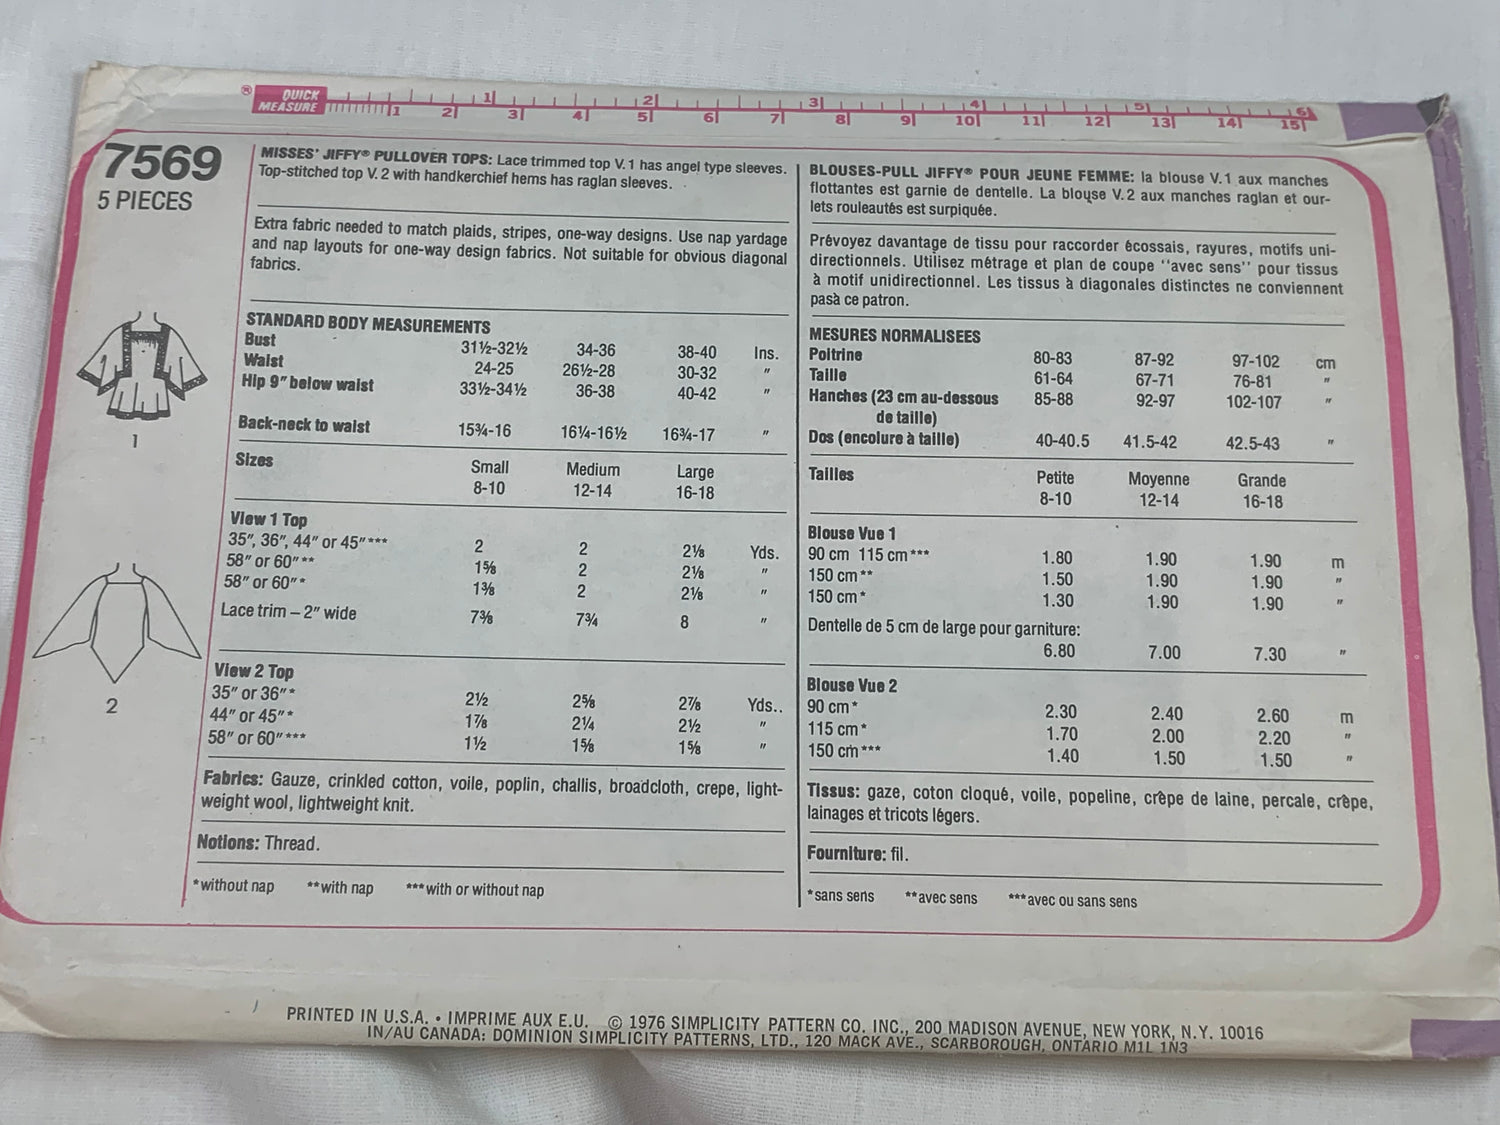 ® QUICK MEASURE
1 2 3 4 5 6
1 2 3 4 5 6 7 8 9 10 11 12 13 14 15
7569
5 PIECES
1
2
MISSES' JIFFY® PULLOVER TOPS: Lace trimmed top V.1 has angel type sleeves.
Top-stitched top V.2 with handkerchief hems has raglan sleeves.
Extra fabric needed to match plaids, stripes, one-way designs. Use nap yardage
and nap layouts for one-way design fabrics. Not suitable for obvious diagonal
fabrics.
STANDARD BODY MEASUREMENTS
Bust 31½-32½ 34-36 38-40 Ins.
Waist 24-25 26½-28 30-32 "
Hip 9" below waist 33½-34½ 36-38 40-42 "
Back-neck to waist 15¾-16 16¼-16½ 16¾-17 "
Sizes Small Medium Large
8-10 12-14 16-18
View 1 Top
35", 36", 44" or 45"*** 2 2 2⅛ Yds.
58" or 60"** 1⅝ 2 2⅛ "
58" or 60"* 1⅜ 2 2⅛ "
Lace trim – 2" wide 7⅜ 7¾ 8 "
View 2 Top
35" or 36"* 2½ 2⅝ 2⅞ Yds..
44" or 45"* 1⅞ 2¼ 2½ "
58" or 60"*** 1½ 1⅝ 1⅝ "
Fabrics: Gauze, crinkled cotton, voile, poplin, challis, broadcloth, crepe, light-
weight wool, lightweight knit.
Notions: Thread.
*without nap **with nap ***with or without nap
BLOUSES-PULL JIFFY® POUR JEUNE FEMME: la blouse V.1 aux manches
flottantes est garnie de dentelle. La blouse V.2 aux manches raglan et our-
lets rouleautés est surpiquée.
Prévoyez davantage de tissu pour raccorder écossais, rayures, motifs uni-
directionnels. Utilisez métrage et plan de coupe "avec sens" pour tissus
à motif unidirectionnel. Les tissus à diagonales distinctes ne conviennent
pasà ce patron.
MESURES NORMALISEES
Poitrine 80-83 87-92 97-102 cm
Taille 61-64 67-71 76-81 "
Hanches (23 cm au-dessous 85-88 92-97 102-107 "
de taille)
Dos (encolure à taille) 40-40.5 41.5-42 42.5-43 "
Tailles Petite Moyenne Grande
8-10 12-14 16-18
Blouse Vue 1
90 cm 115 cm*** 1.80 1.90 1.90 m
150 cm** 1.50 1.90 1.90 "
150 cm* 1.30 1.90 1.90 "
Dentelle de 5 cm de large pour garniture:
6.80 7.00 7.30 "
Blouse Vue 2
90 cm* 2.30 2.40 2.60 m
115 cm* 1.70 2.00 2.20 "
150 cm*** 1.40 1.50 1.50 "
Tissus: gaze, coton cloqué, voile, popeline, crêpe de laine, percale, crêpe,
lainages et tricots légers.
Fourniture: fil.
*sans sens **avec sens ***avec ou sans sens
PRINTED IN U.S.A. • IMPRIME AUX E.U. © 1976 SIMPLICITY PATTERN CO. INC., 200 MADISON AVENUE, NEW YORK, N.Y. 10016
IN/AU CANADA: DOMINION SIMPLICITY PATTERNS, LTD., 120 MACK AVE., SCARBOROUGH, ONTARIO M1L 1N3